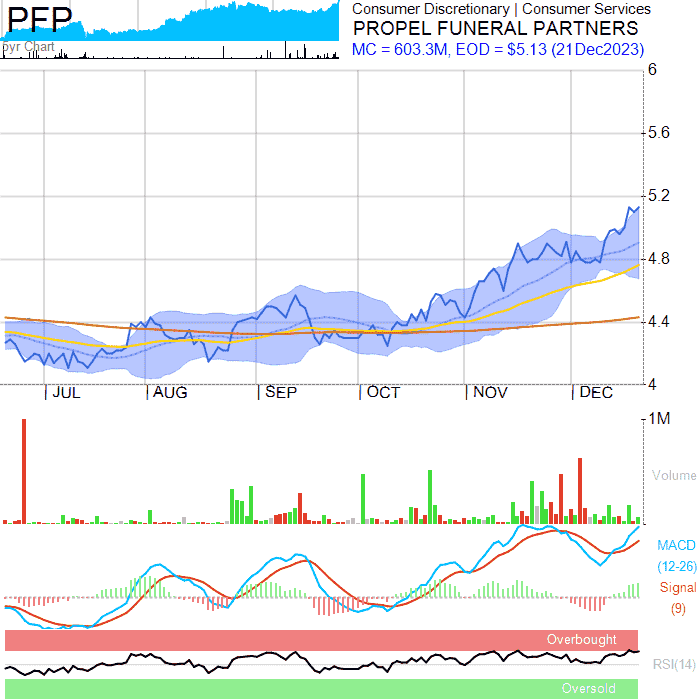 PFP
5yr Chart
Consumer Discretionary | Consumer Services
PROPEL FUNERAL PARTNERS
MC = 603.3M, EOD = $5.13 (21Dec2023)
6
5.6
5.2
4.8
4.4
4
JUL AUG SEP OCT NOV DEC
1M
Volume
MACD
(12-26)
Signal
(9)
Overbought
RSI(14)
Oversold